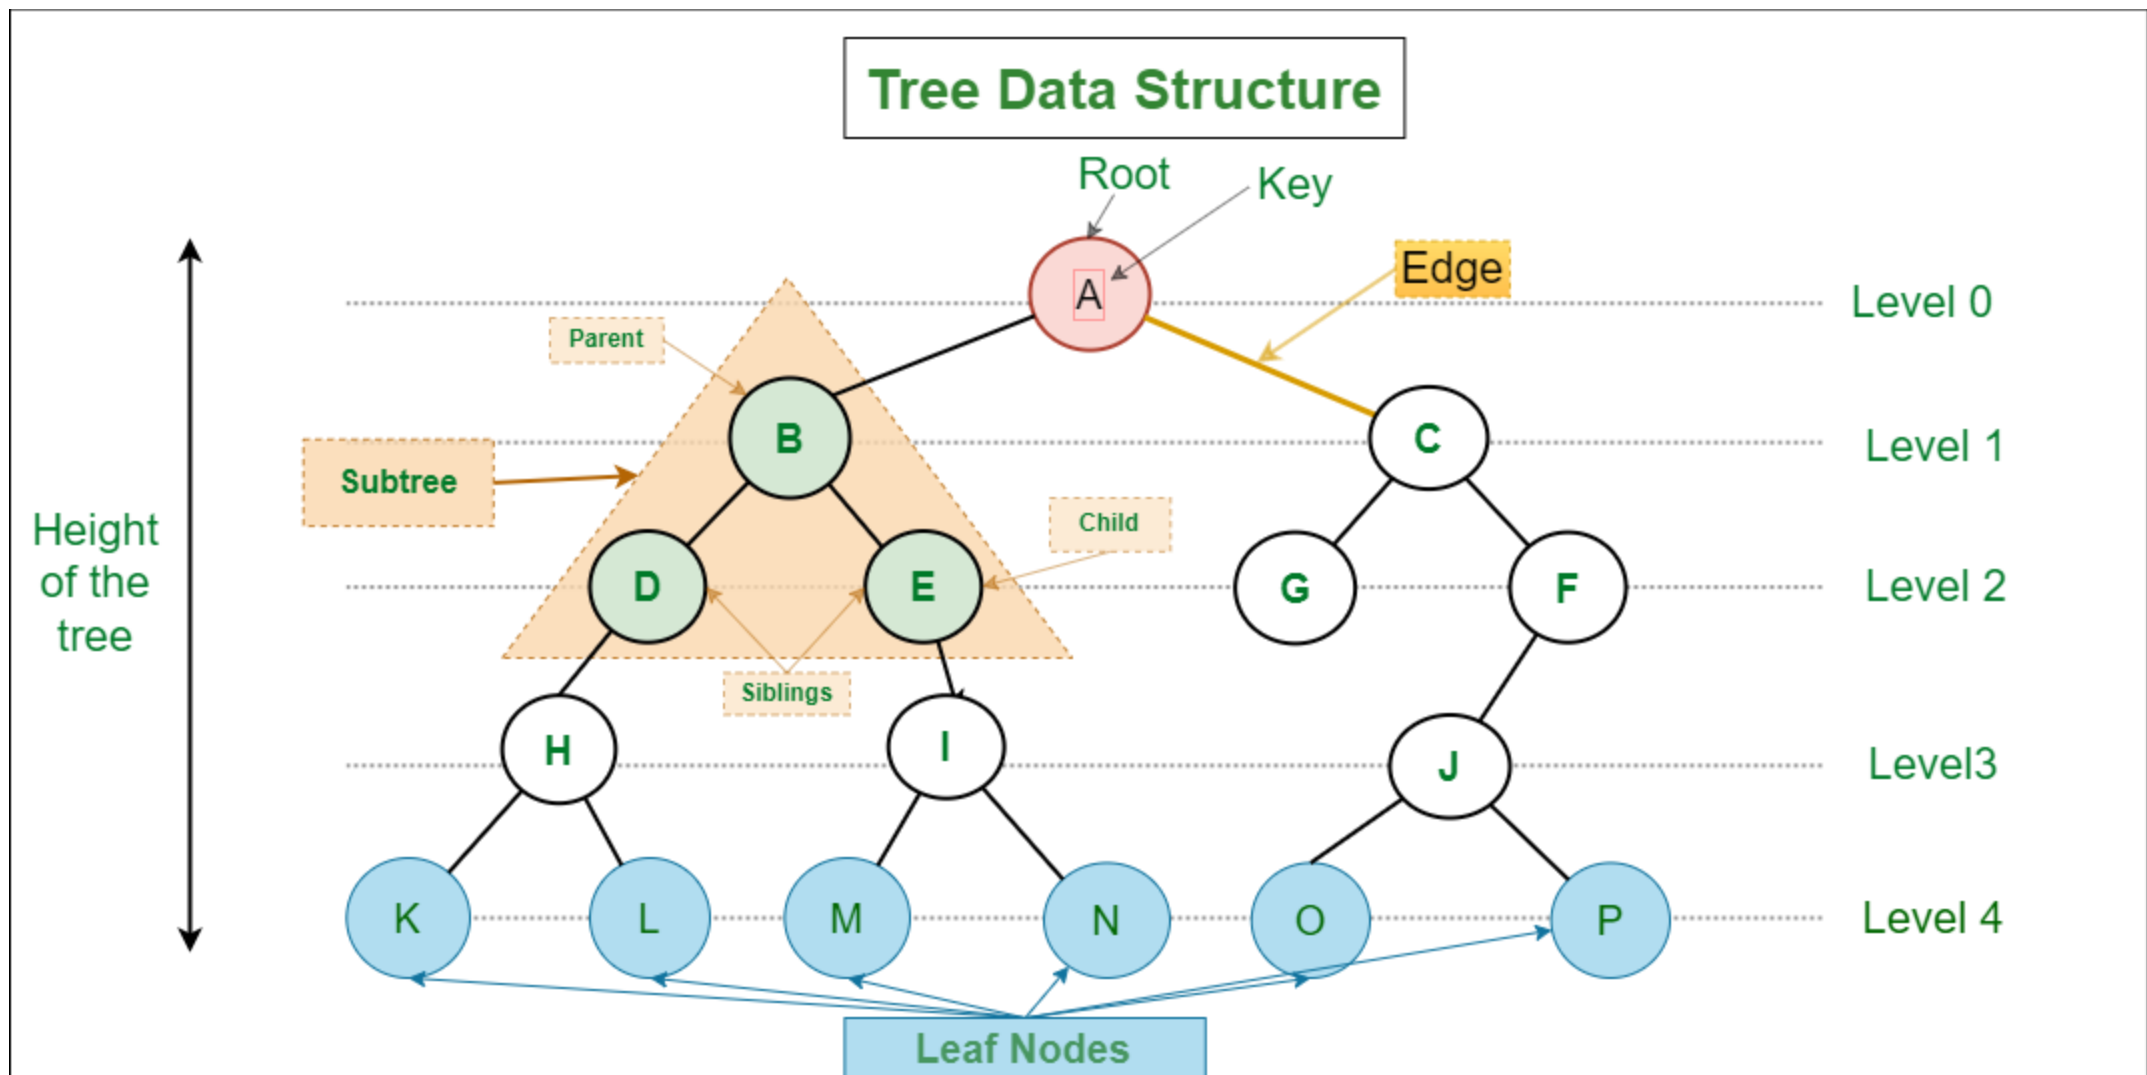 Tree Data Structure
Root
Key
A
Edge
Level 0
Parent
B
C
Level 1
Subtree
Child
Height
of the
tree
D
E
G
F
Level 2
Siblings
H
I
J
Level3
K
L
M
N
O
P
Level 4
Leaf Nodes